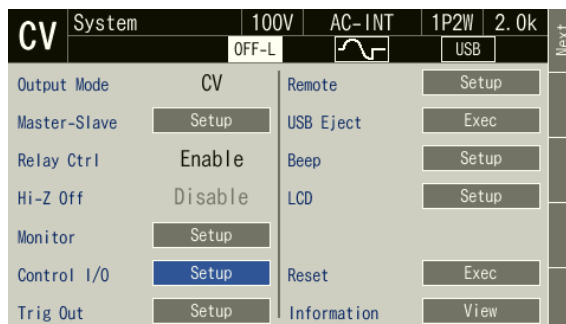 CV System 100V AC-INT 1P2W 2.0k Next
OFF-L USB
Output Mode CV Remote Setup
Master-Slave Setup USB Eject Exec
Relay Ctrl Enable Beep Setup
Hi-Z Off Disable LCD Setup
Monitor Setup
Control I/O Setup Reset Exec
Trig Out Setup Information View